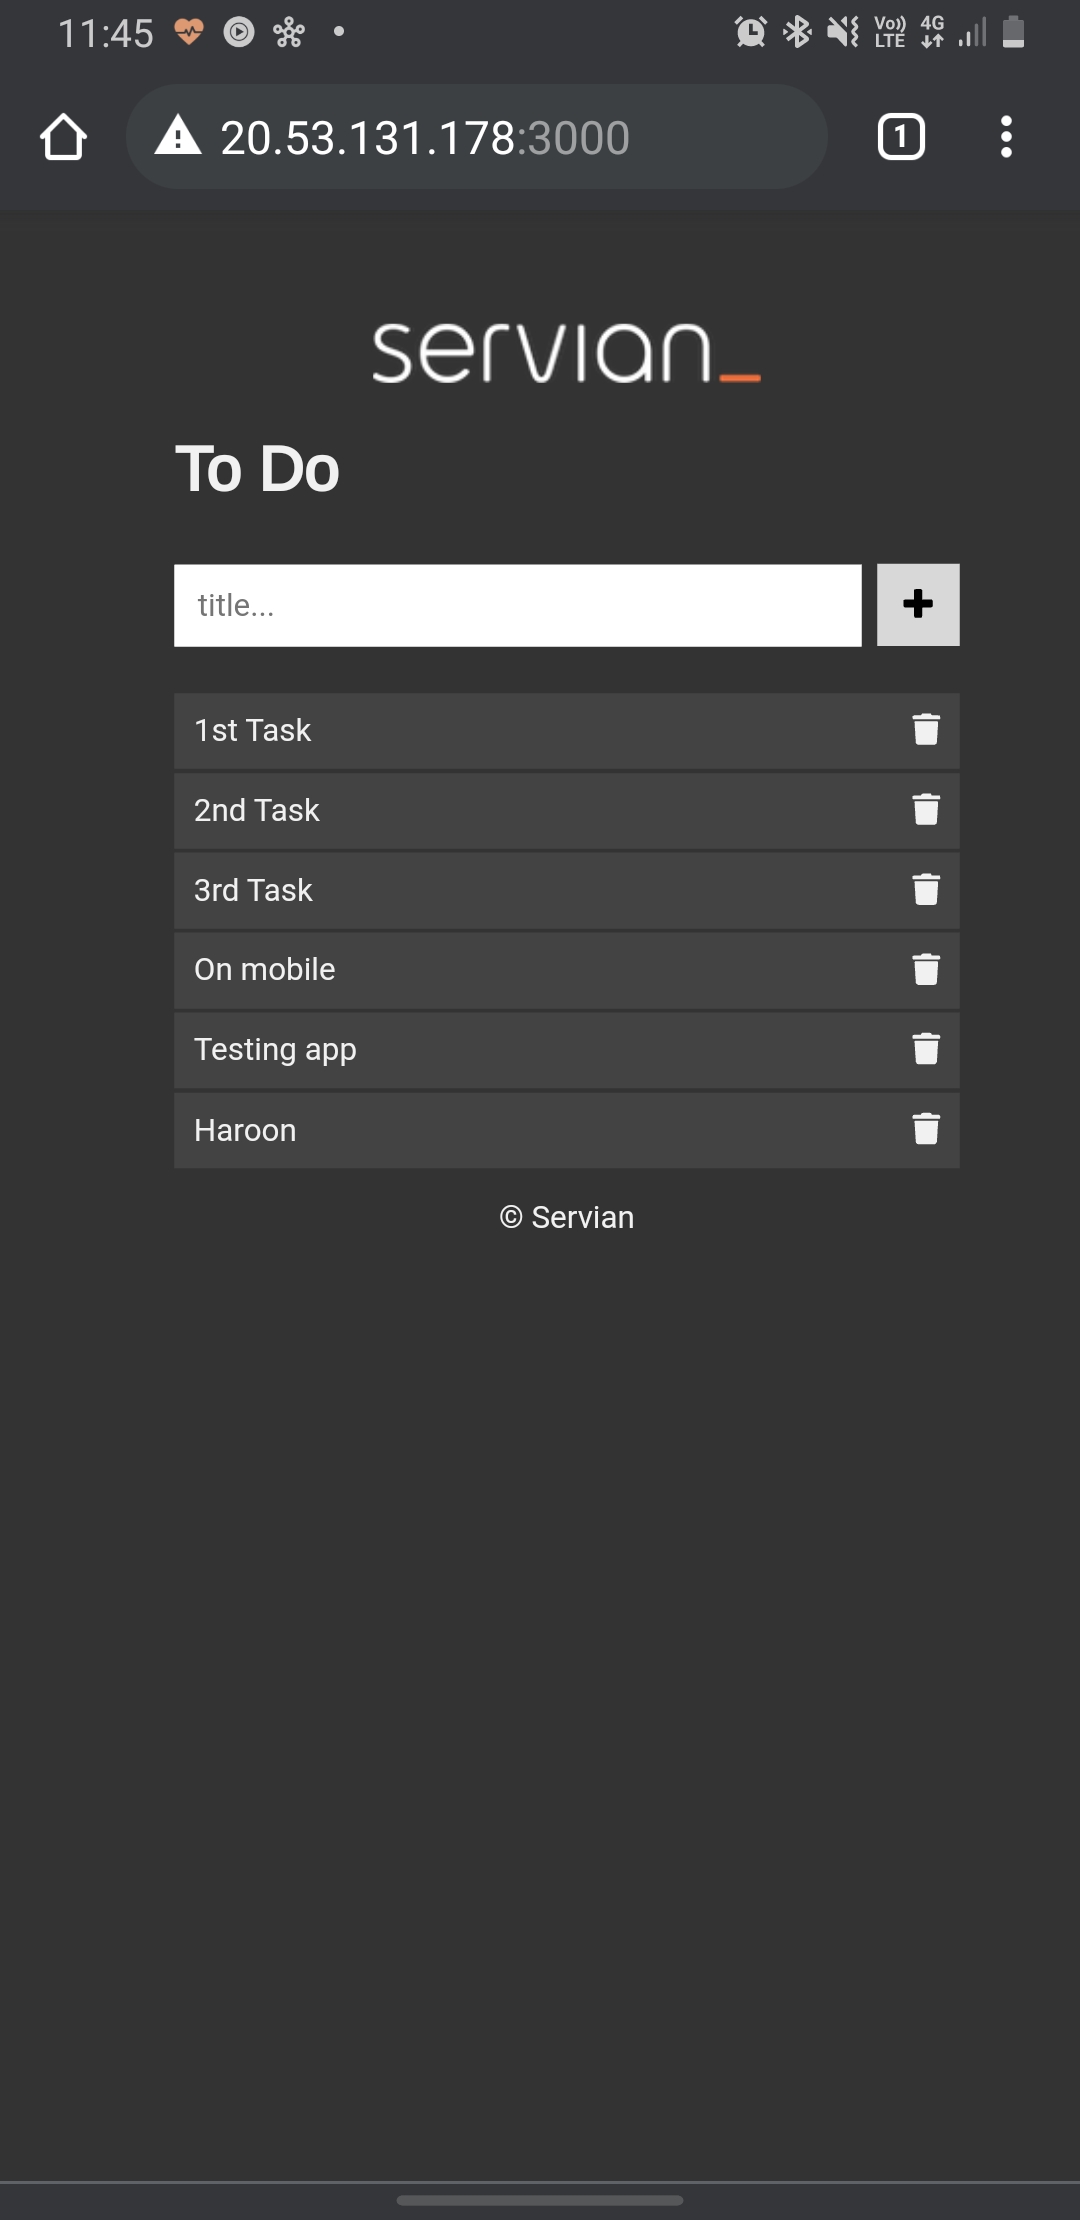 11:45
Vo)) LTE 4G
20.53.131.178:3000
1
servian_
To Do
title...
1st Task
2nd Task
3rd Task
On mobile
Testing app
Haroon
© Servian